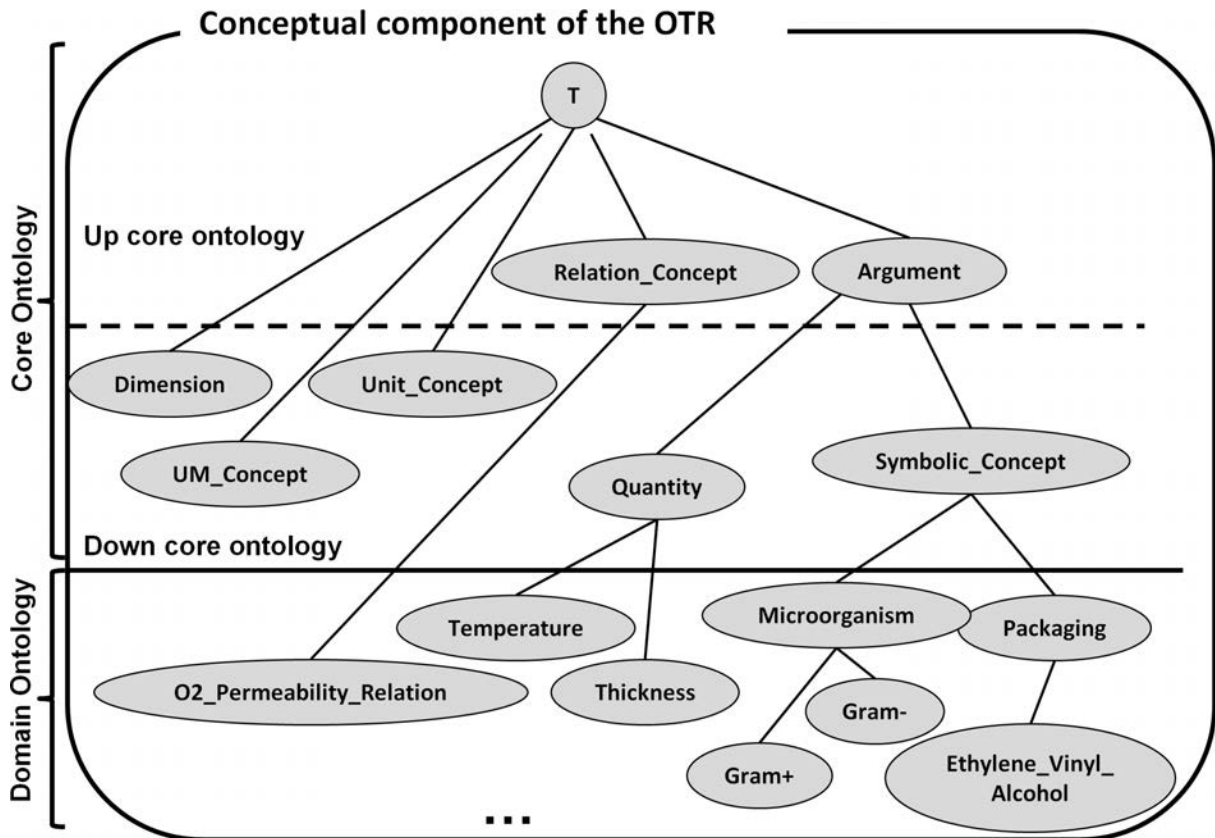 Conceptual component of the OTR
T
Core Ontology
Up core ontology
Relation_Concept
Argument
Dimension
Unit_Concept
UM_Concept
Quantity
Symbolic_Concept
Down core ontology
Domain Ontology
Temperature
Microorganism
Packaging
O2_Permeability_Relation
Thickness
Gram-
Gram+
Ethylene_Vinyl_
Alcohol
...